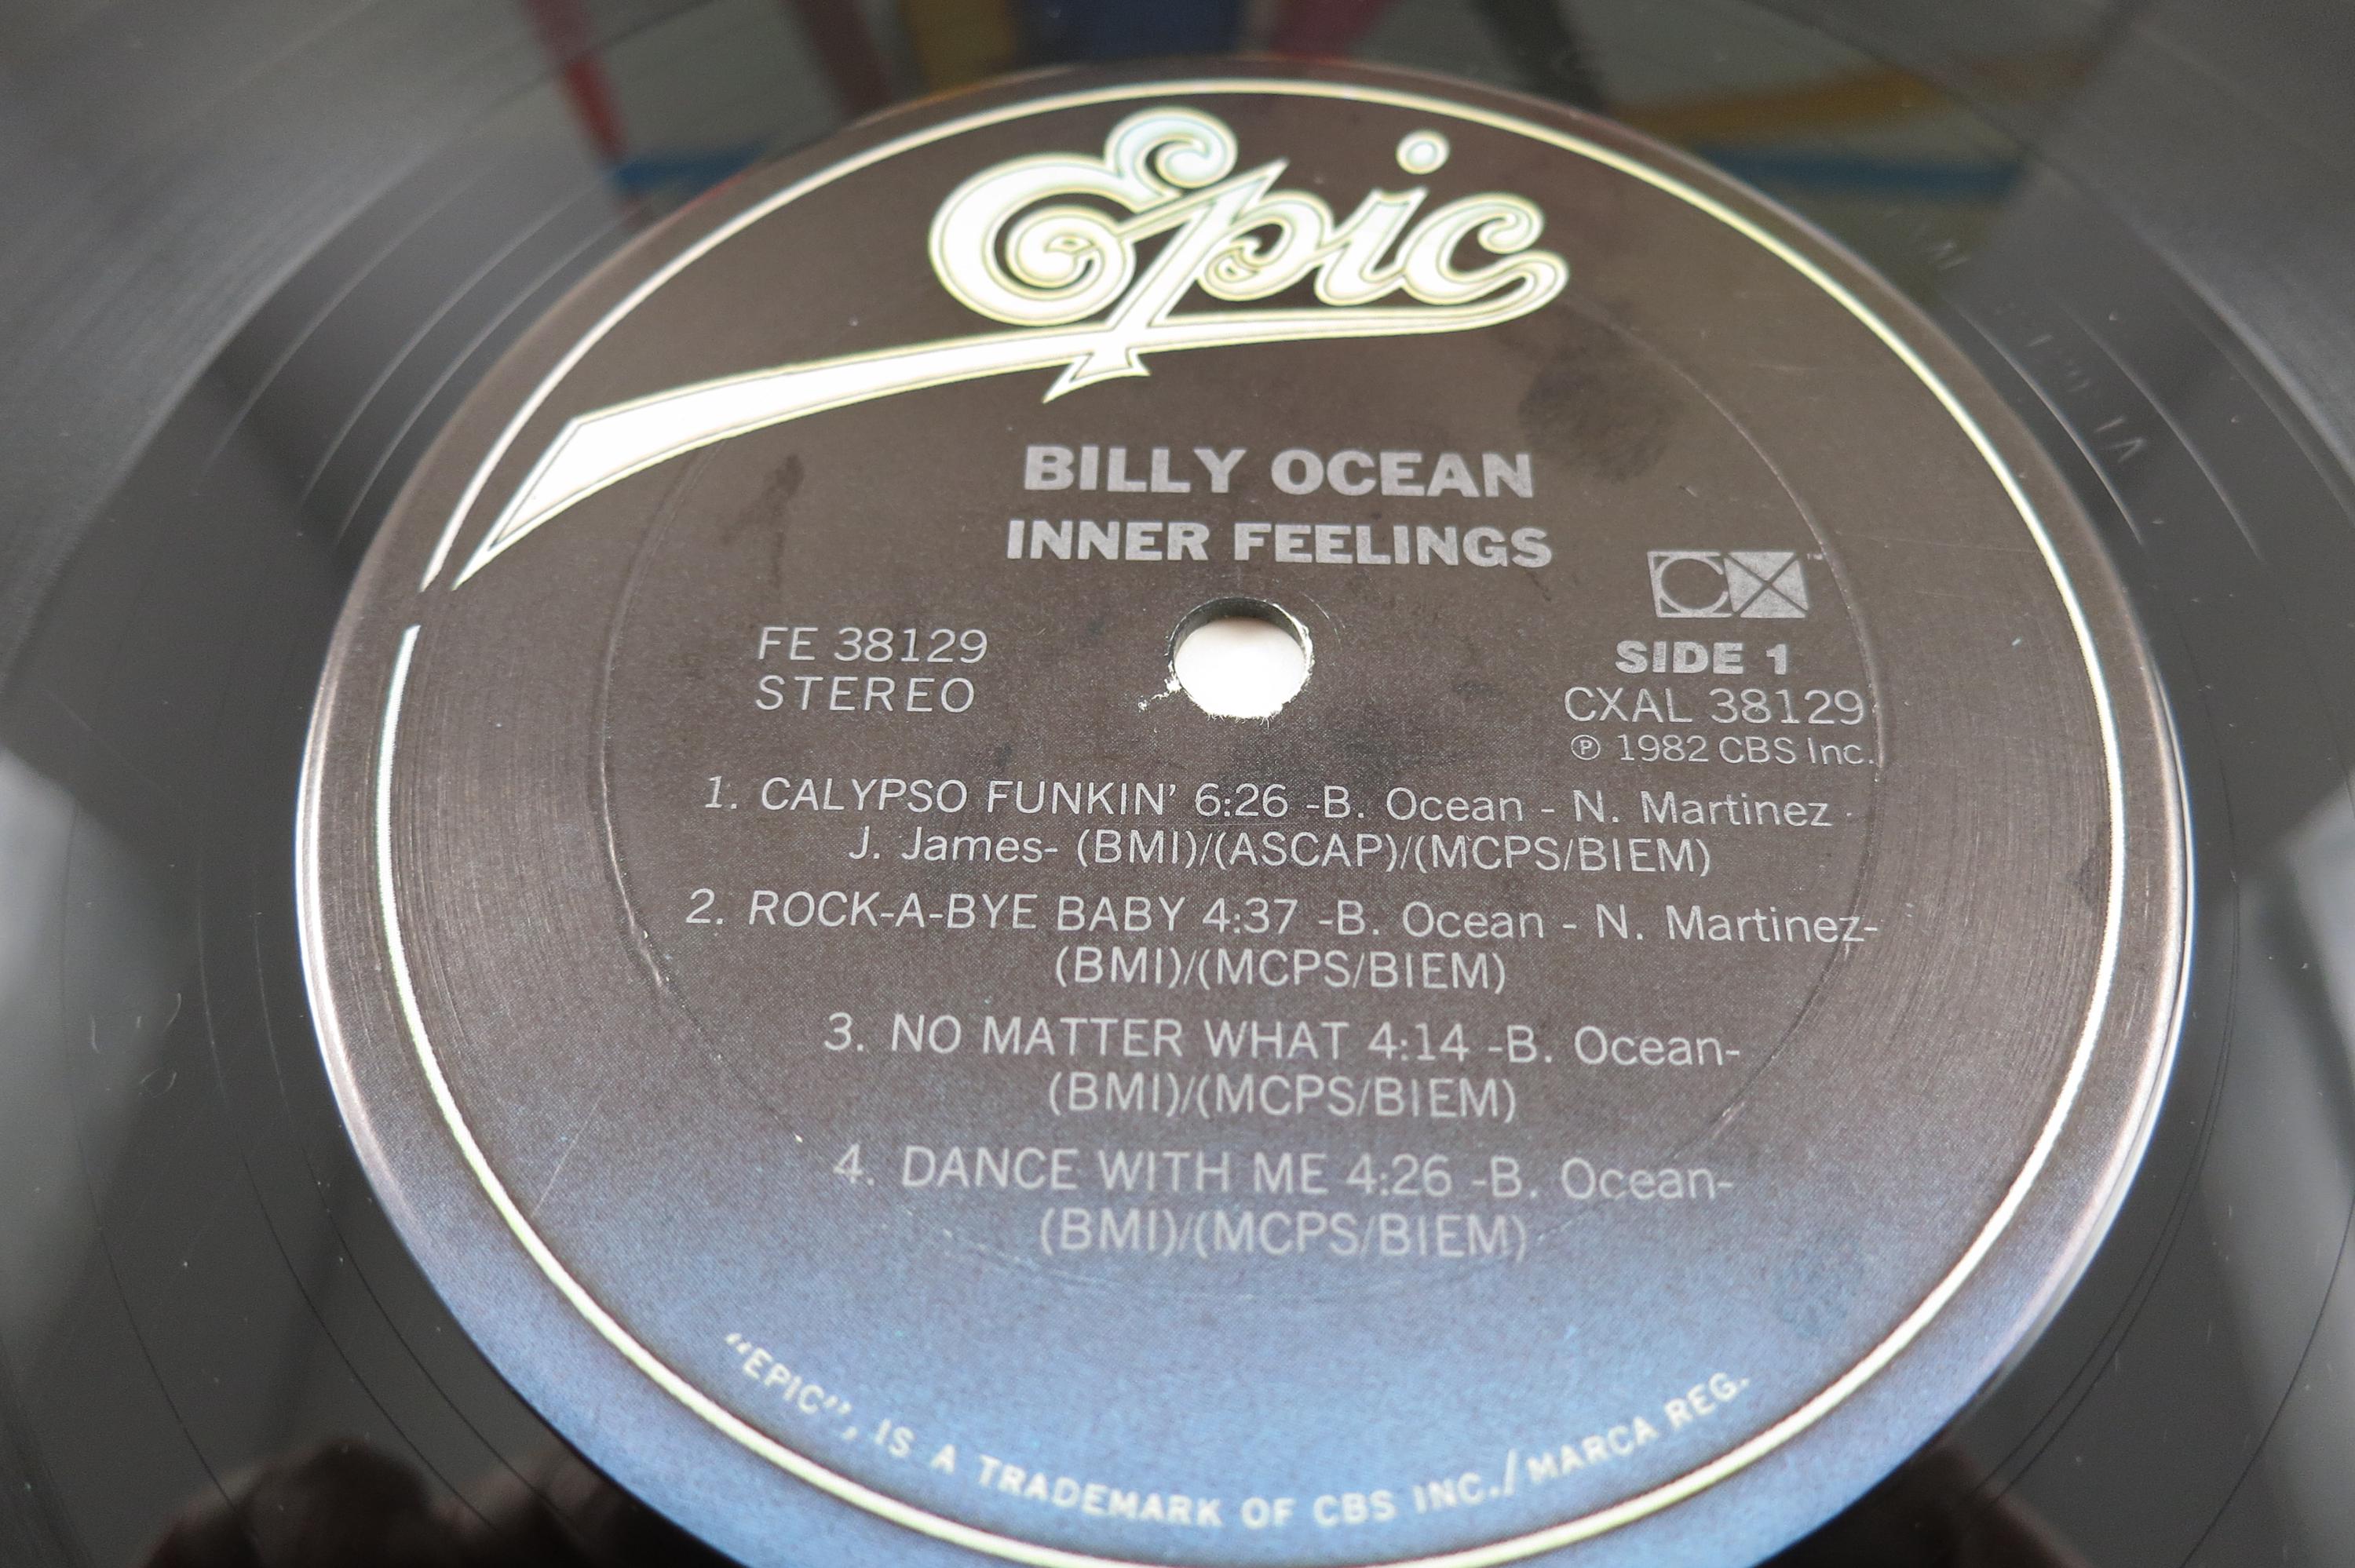 Epic
BILLY OCEAN
INNER FEELINGS
CX™
FE 38129
STEREO
SIDE 1
CXAL 38129
℗ 1982 CBS Inc.
1. CALYPSO FUNKIN' 6:26 -B. Ocean - N. Martinez -
J. James- (BMI)/(ASCAP)/(MCPS/BIEM)
2. ROCK-A-BYE BABY 4:37 -B. Ocean - N. Martinez-
(BMI)/(MCPS/BIEM)
3. NO MATTER WHAT 4:14 -B. Ocean-
(BMI)/(MCPS/BIEM)
4. DANCE WITH ME 4:26 -B. Ocean-
(BMI)/(MCPS/BIEM)
"EPIC", IS A TRADEMARK OF CBS INC./MARCA REG.